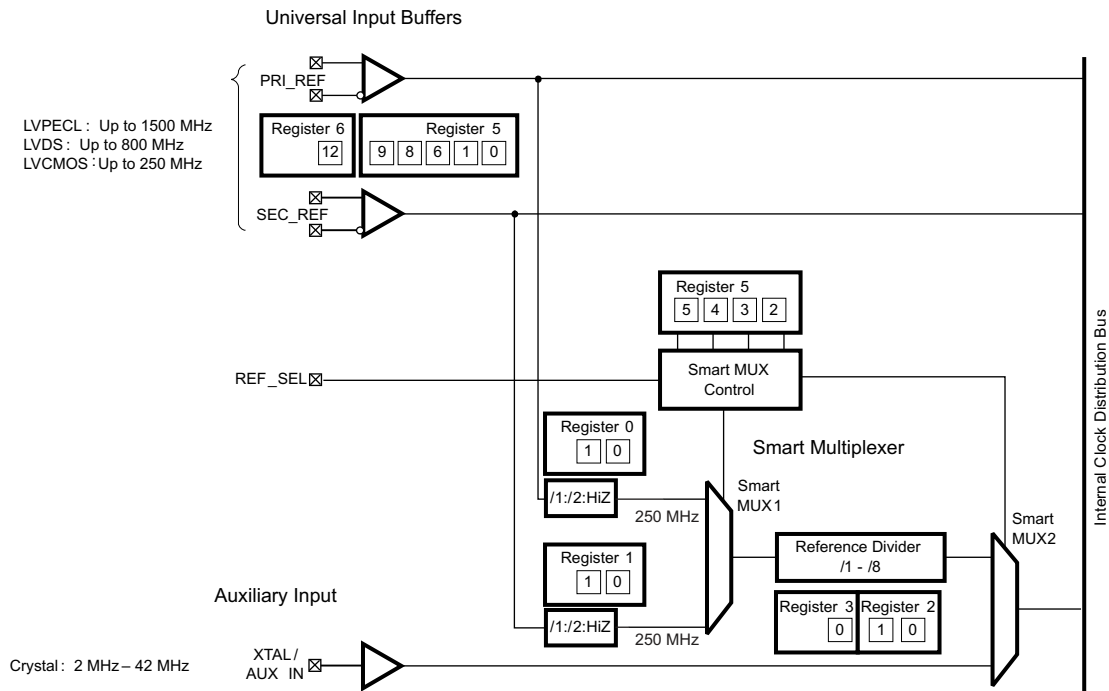 Universal Input Buffers
PRI_REF
LVPECL : Up to 1500 MHz
LVDS : Up to 800 MHz
LVCMOS : Up to 250 MHz
Register 6
12
Register 5
9 8 6 1 0
SEC_REF
Register 5
5 4 3 2
REF_SEL
Smart MUX
Control
Register 0
1 0
Smart Multiplexer
/1:/2:HiZ
250 MHz
Smart
MUX1
Register 1
1 0
/1:/2:HiZ
250 MHz
Reference Divider
/1 - /8
Register 3
0
Register 2
1 0
Smart
MUX2
Internal Clock Distribution Bus
Auxiliary Input
Crystal : 2 MHz – 42 MHz
XTAL/
AUX IN